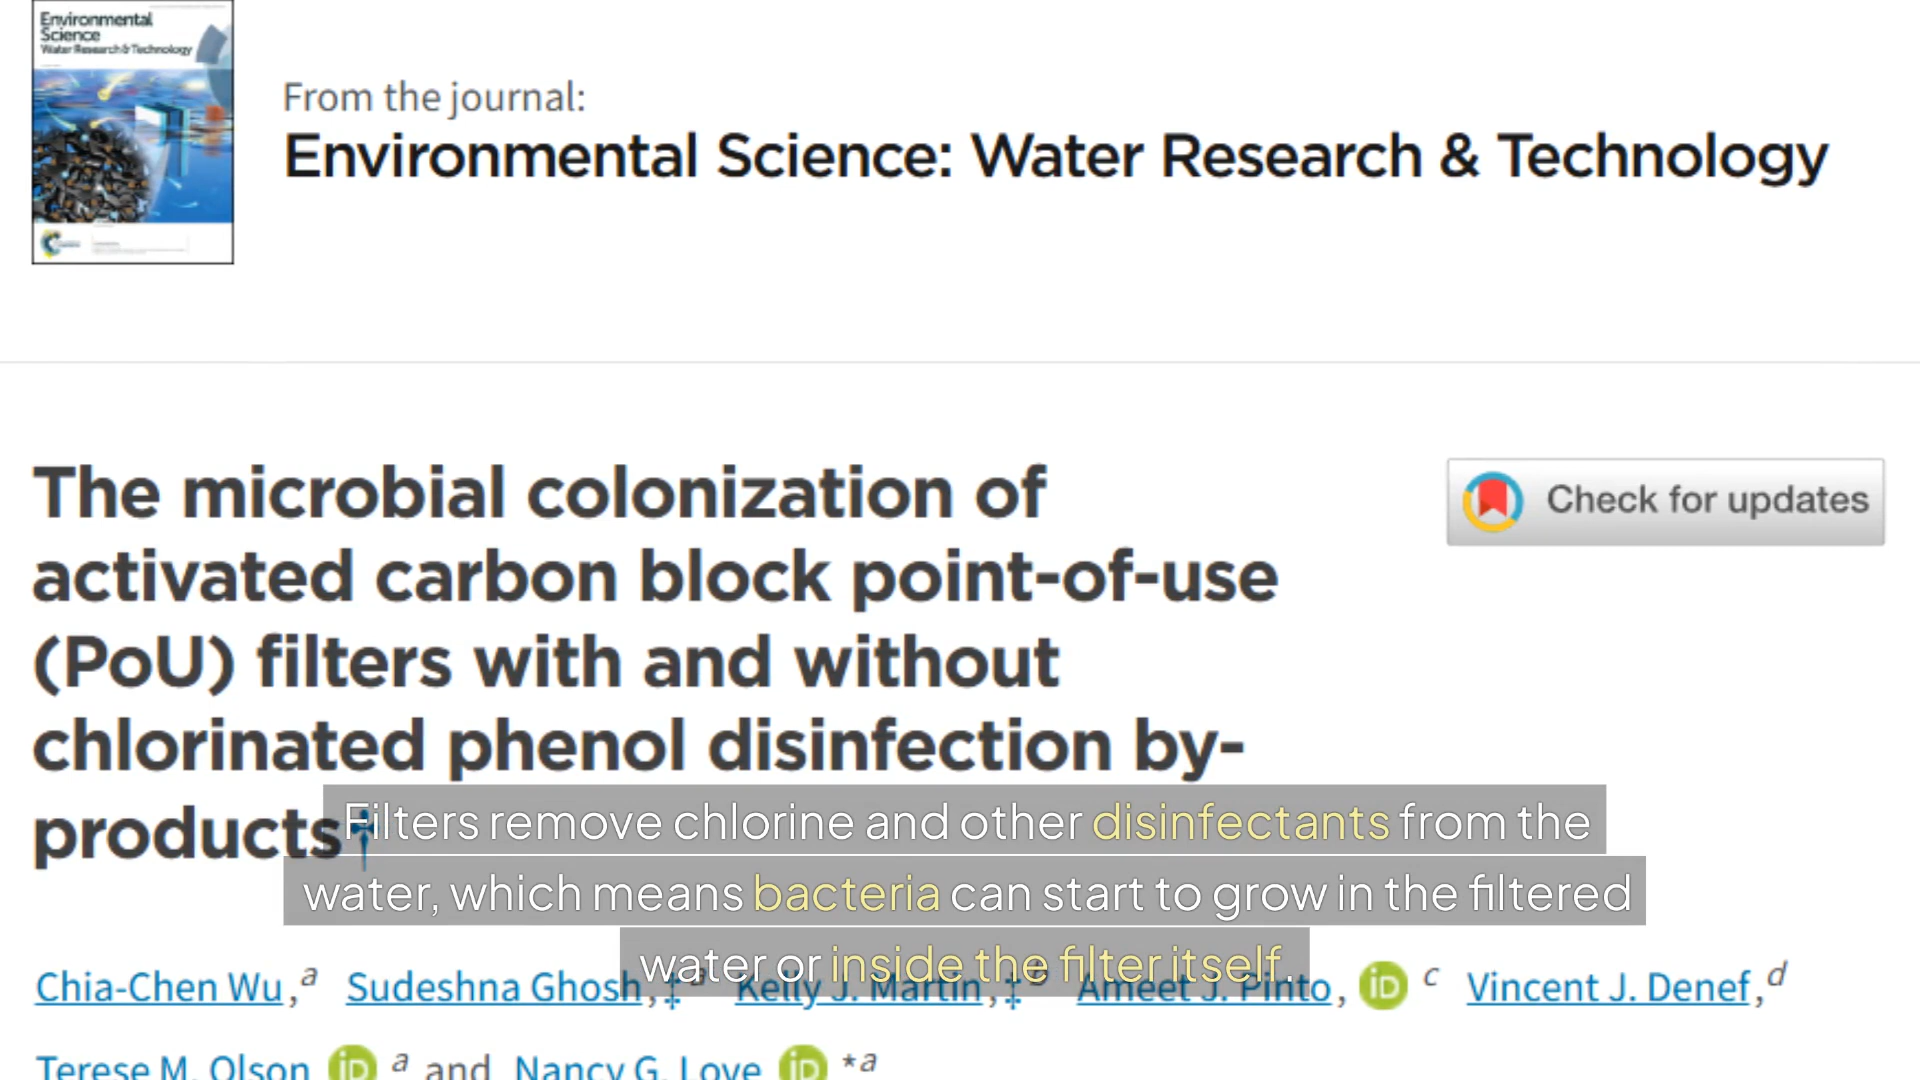 Environmental
Science
Water Research & Technology
From the journal:
Environmental Science: Water Research & Technology
The microbial colonization of
activated carbon block point-of-use
(PoU) filters with and without
chlorinated phenol disinfection by-
products†
Check for updates
Filters remove chlorine and other disinfectants from the
water, which means bacteria can start to grow in the filtered
water or inside the filter itself.
Chia-Chen Wu,a Sudeshna Ghosh,‡a Kelly J. Martin,‡b Ameet J. Pinto, iD c Vincent J. Denef,d
Terese M. Olson iD a and Nancy G. Love iD *a